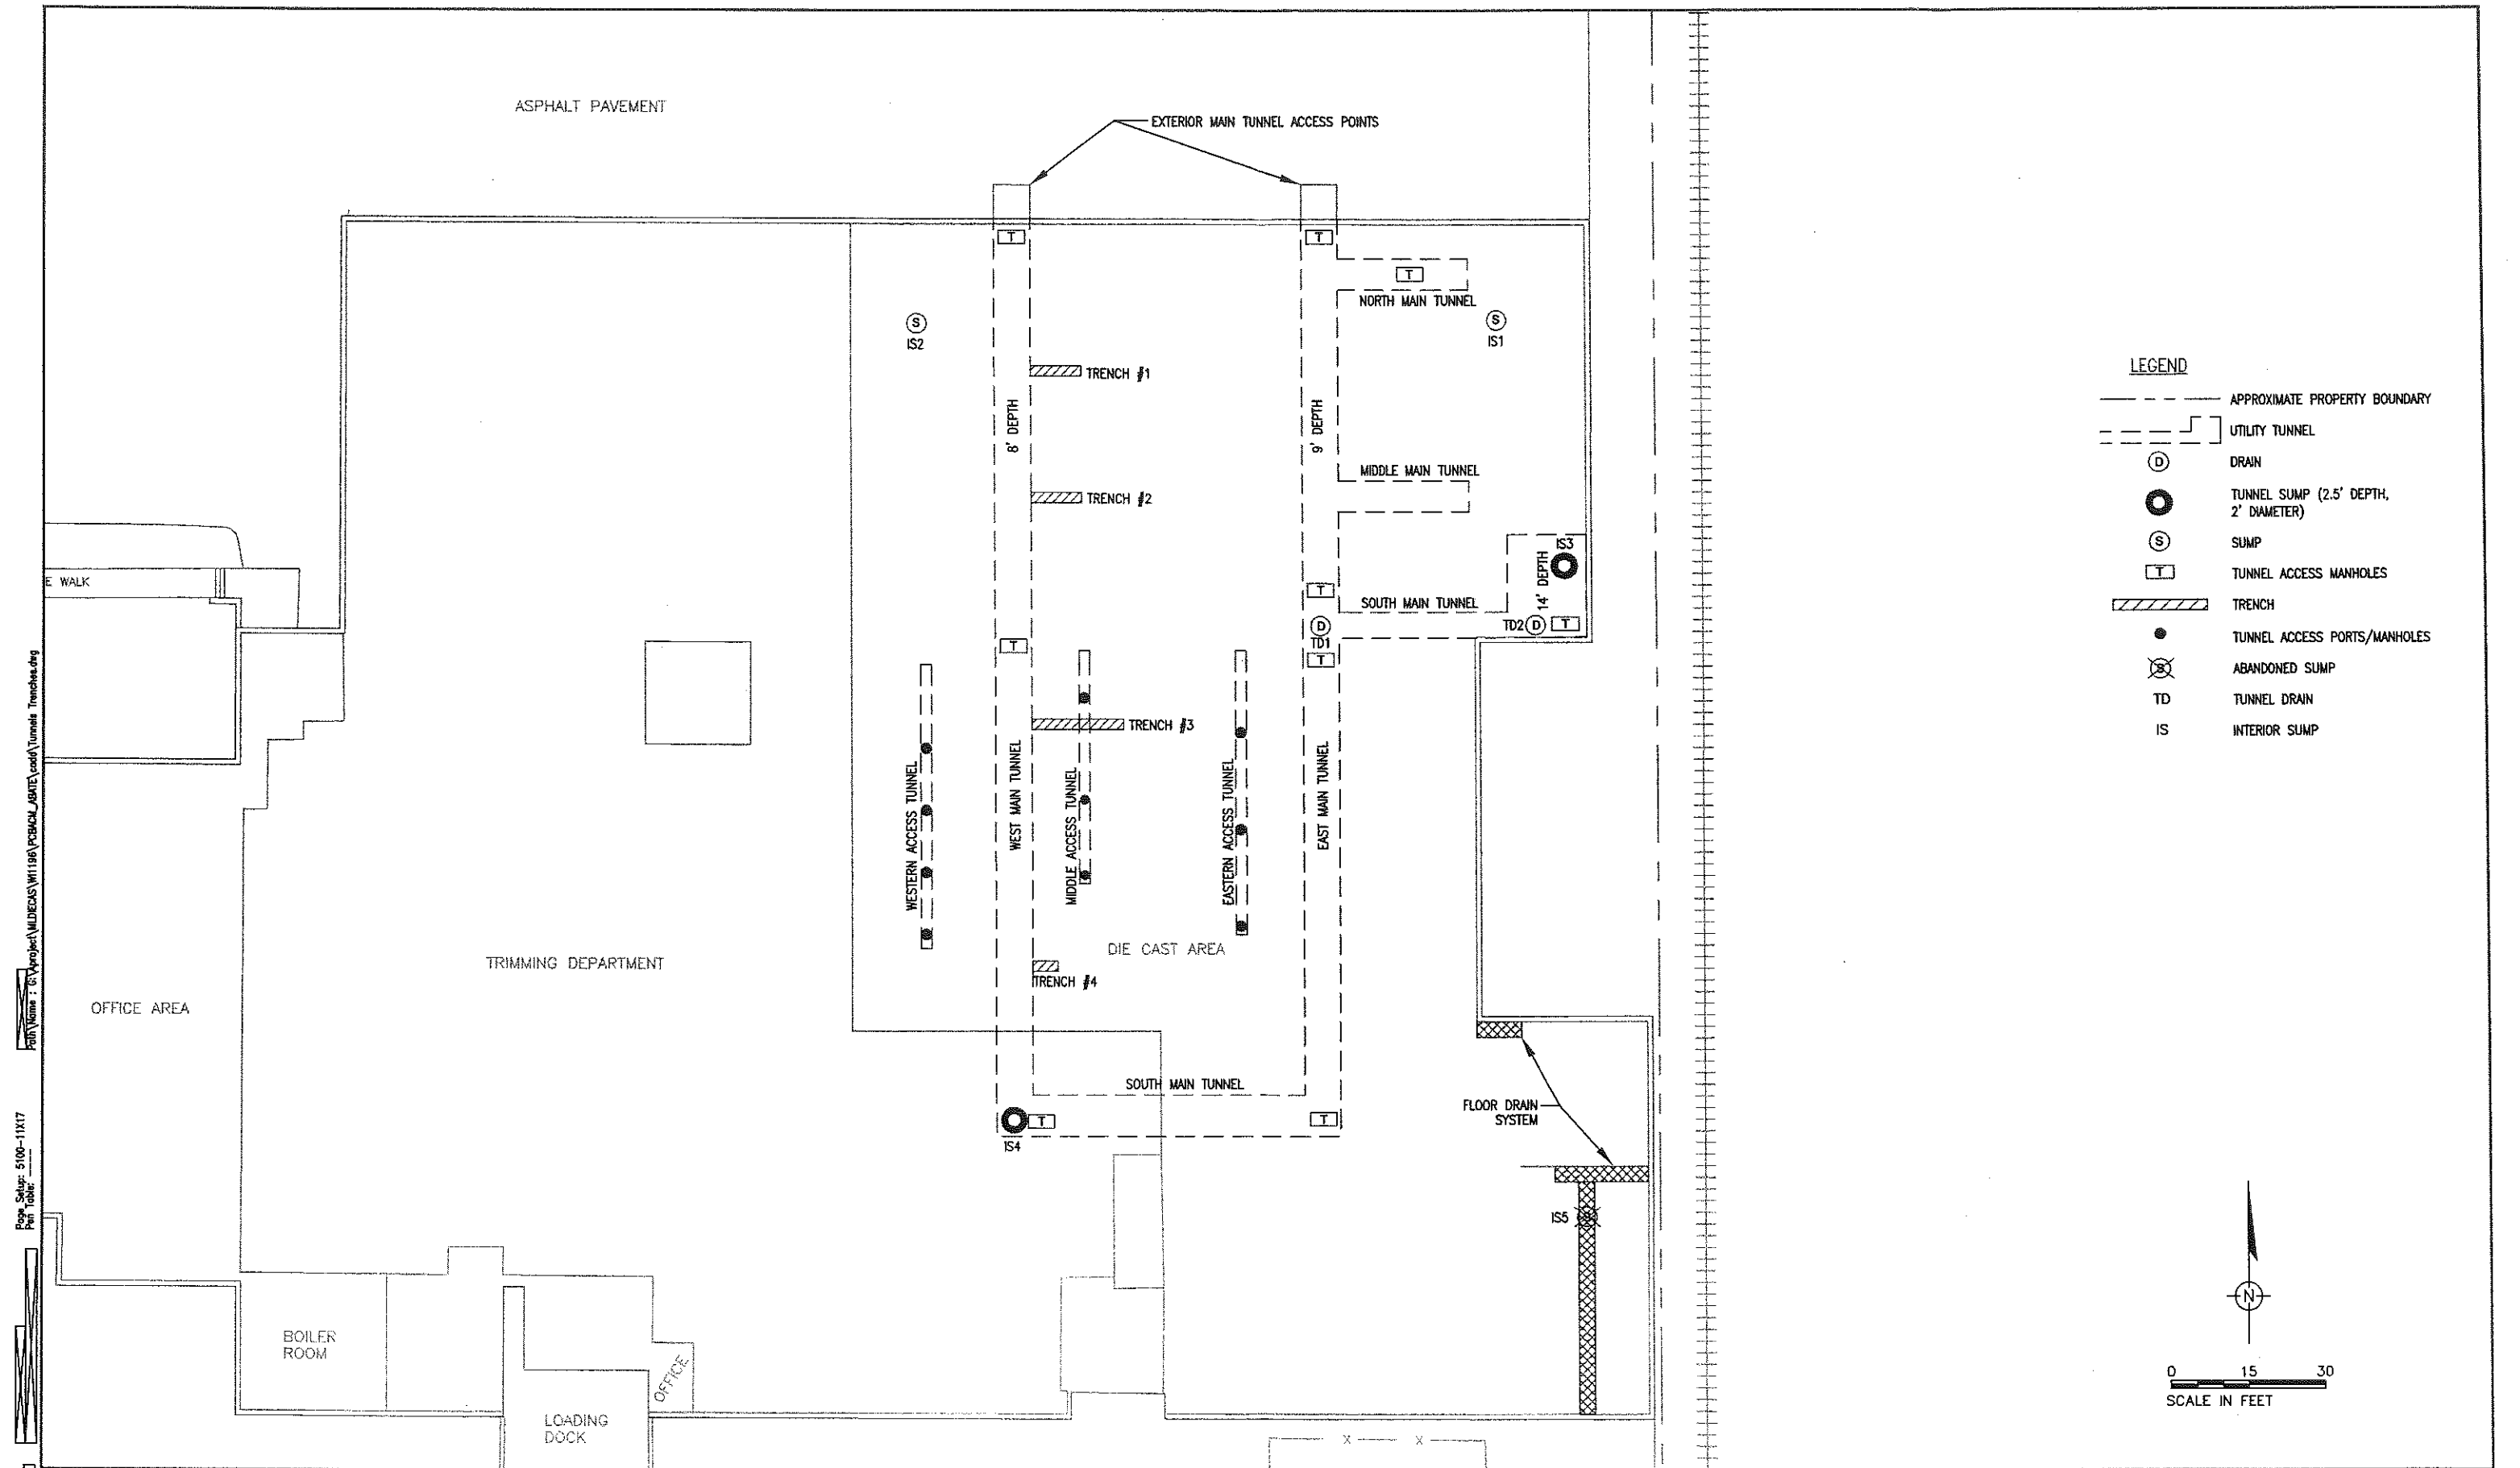 ASPHALT PAVEMENT
EXTERIOR MAIN TUNNEL ACCESS POINTS
T
T
T
NORTH MAIN TUNNEL
S
IS2
S
IS1
TRENCH #1
8' DEPTH
9' DEPTH
MIDDLE MAIN TUNNEL
TRENCH #2
IS3
14' DEPTH
E WALK
T
SOUTH MAIN TUNNEL
D
TD1
TD2
D
T
T
T
TRENCH #3
WESTERN ACCESS TUNNEL
WEST MAIN TUNNEL
MIDDLE ACCESS TUNNEL
EASTERN ACCESS TUNNEL
EAST MAIN TUNNEL
DIE CAST AREA
TRIMMING DEPARTMENT
TRENCH #4
OFFICE AREA
SOUTH MAIN TUNNEL
T
T
IS4
FLOOR DRAIN
SYSTEM
IS5
S
BOILER
ROOM
OFFICE
LOADING
DOCK
X
X
LEGEND
APPROXIMATE PROPERTY BOUNDARY
UTILITY TUNNEL
D
DRAIN
TUNNEL SUMP (2.5' DEPTH,
2' DIAMETER)
S
SUMP
T
TUNNEL ACCESS MANHOLES
TRENCH
TUNNEL ACCESS PORTS/MANHOLES
S
ABANDONED SUMP
TD
TUNNEL DRAIN
IS
INTERIOR SUMP
N
0 15 30
SCALE IN FEET
Page Setup: 5100-11X17
Pen Table: -----